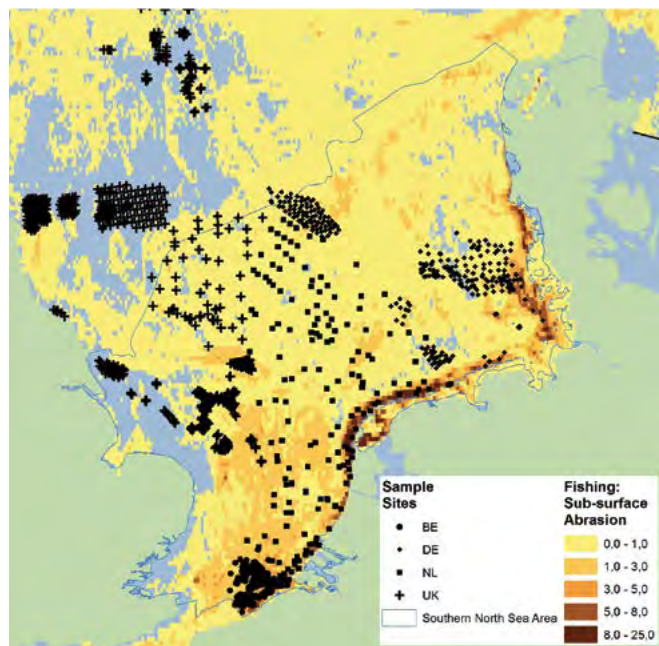 Sample
Sites
BE
DE
NL
UK
Southern North Sea Area
Fishing:
Sub-surface
Abrasion
0,0 - 1,0
1,0 - 3,0
3,0 - 5,0
5,0 - 8,0
8,0 - 25,0